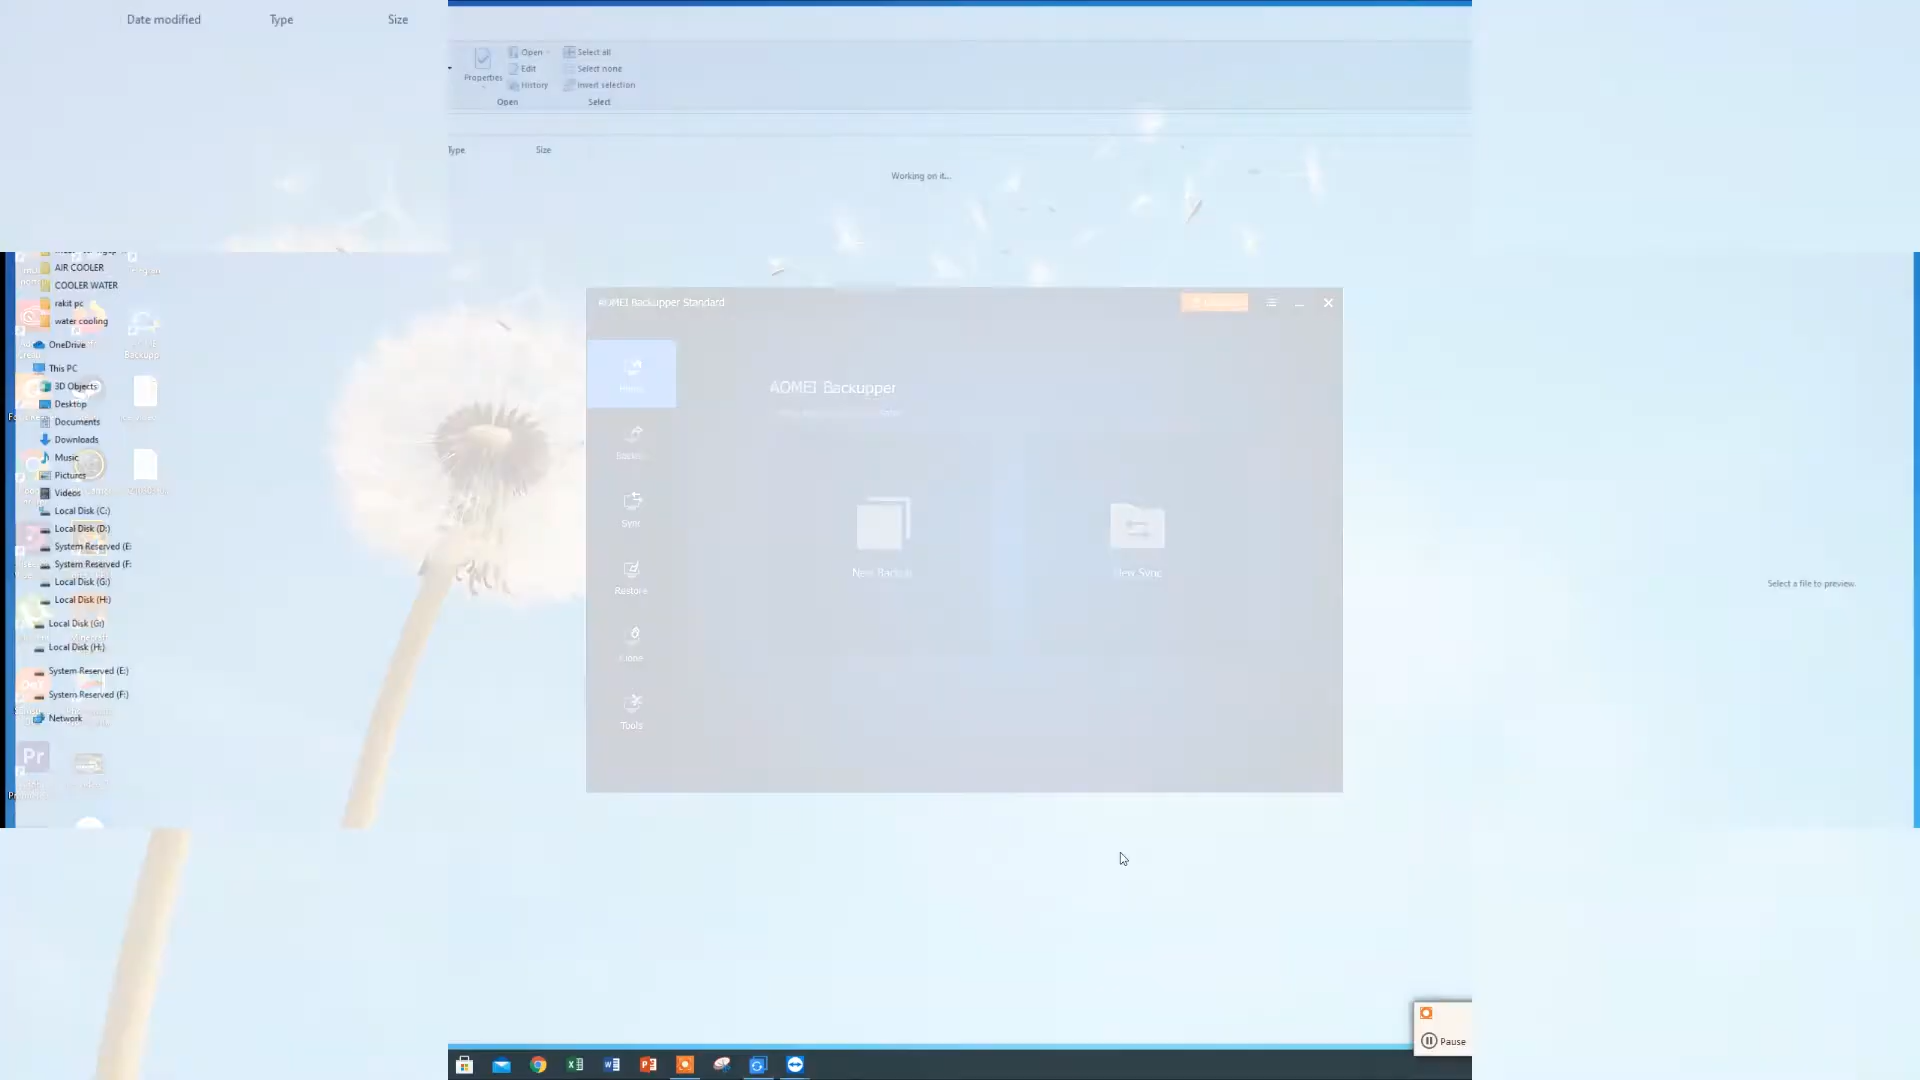 Date modified Type Size
Properties
Open
Edit
History
Open
Select all
Select none
Invert selection
Select
Type Size
Working on it...
AIR COOLER
COOLER WATER
rakit pc
water cooling
OneDrive
This PC
3D Objects
Desktop
Documents
Downloads
Music
Pictures
Videos
Local Disk (C:)
Local Disk (D:)
System Reserved (E:
System Reserved (F:
Local Disk (G:)
Local Disk (H:)
Local Disk (G:)
Local Disk (H:)
System Reserved (E:)
System Reserved (F:)
Network
Pr
AOMEI Backupper Standard
AOMEI Backupper
Backup
Sync
Restore
Clone
Tools
New Backup
New Sync
Select a file to preview.
Pause